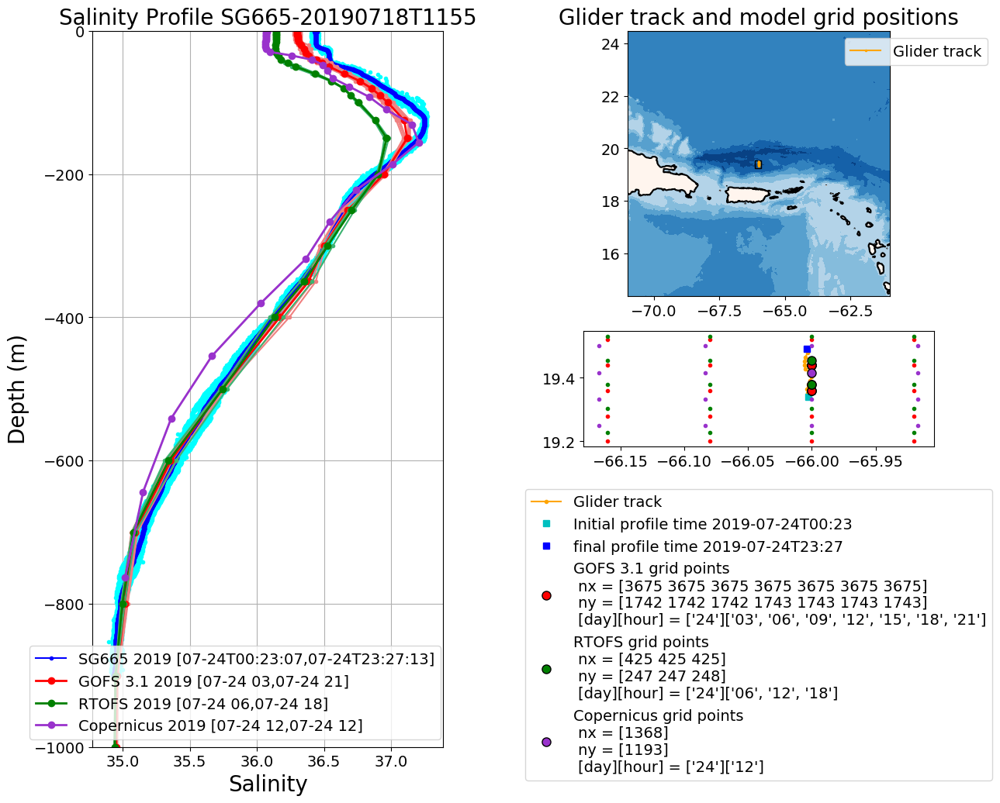 Salinity Profile SG665-20190718T1155
0
−200
−400
−600
−800
−1000
Depth (m)
35.0 35.5 36.0 36.5 37.0
Salinity
SG665 2019 [07-24T00:23:07,07-24T23:27:13]
GOFS 3.1 2019 [07-24 03,07-24 21]
RTOFS 2019 [07-24 06,07-24 18]
Copernicus 2019 [07-24 12,07-24 12]
Glider track and model grid positions
Glider track
24
22
20
18
16
−70.0 −67.5 −65.0 −62.5
19.4
19.2
−66.15 −66.10 −66.05 −66.00 −65.95
Glider track
Initial profile time 2019-07-24T00:23
final profile time 2019-07-24T23:27
GOFS 3.1 grid points
nx = [3675 3675 3675 3675 3675 3675 3675]
ny = [1742 1742 1742 1743 1743 1743 1743]
[day][hour] = ['24']['03', '06', '09', '12', '15', '18', '21']
RTOFS grid points
nx = [425 425 425]
ny = [247 247 248]
[day][hour] = ['24']['06', '12', '18']
Copernicus grid points
nx = [1368]
ny = [1193]
[day][hour] = ['24']['12']